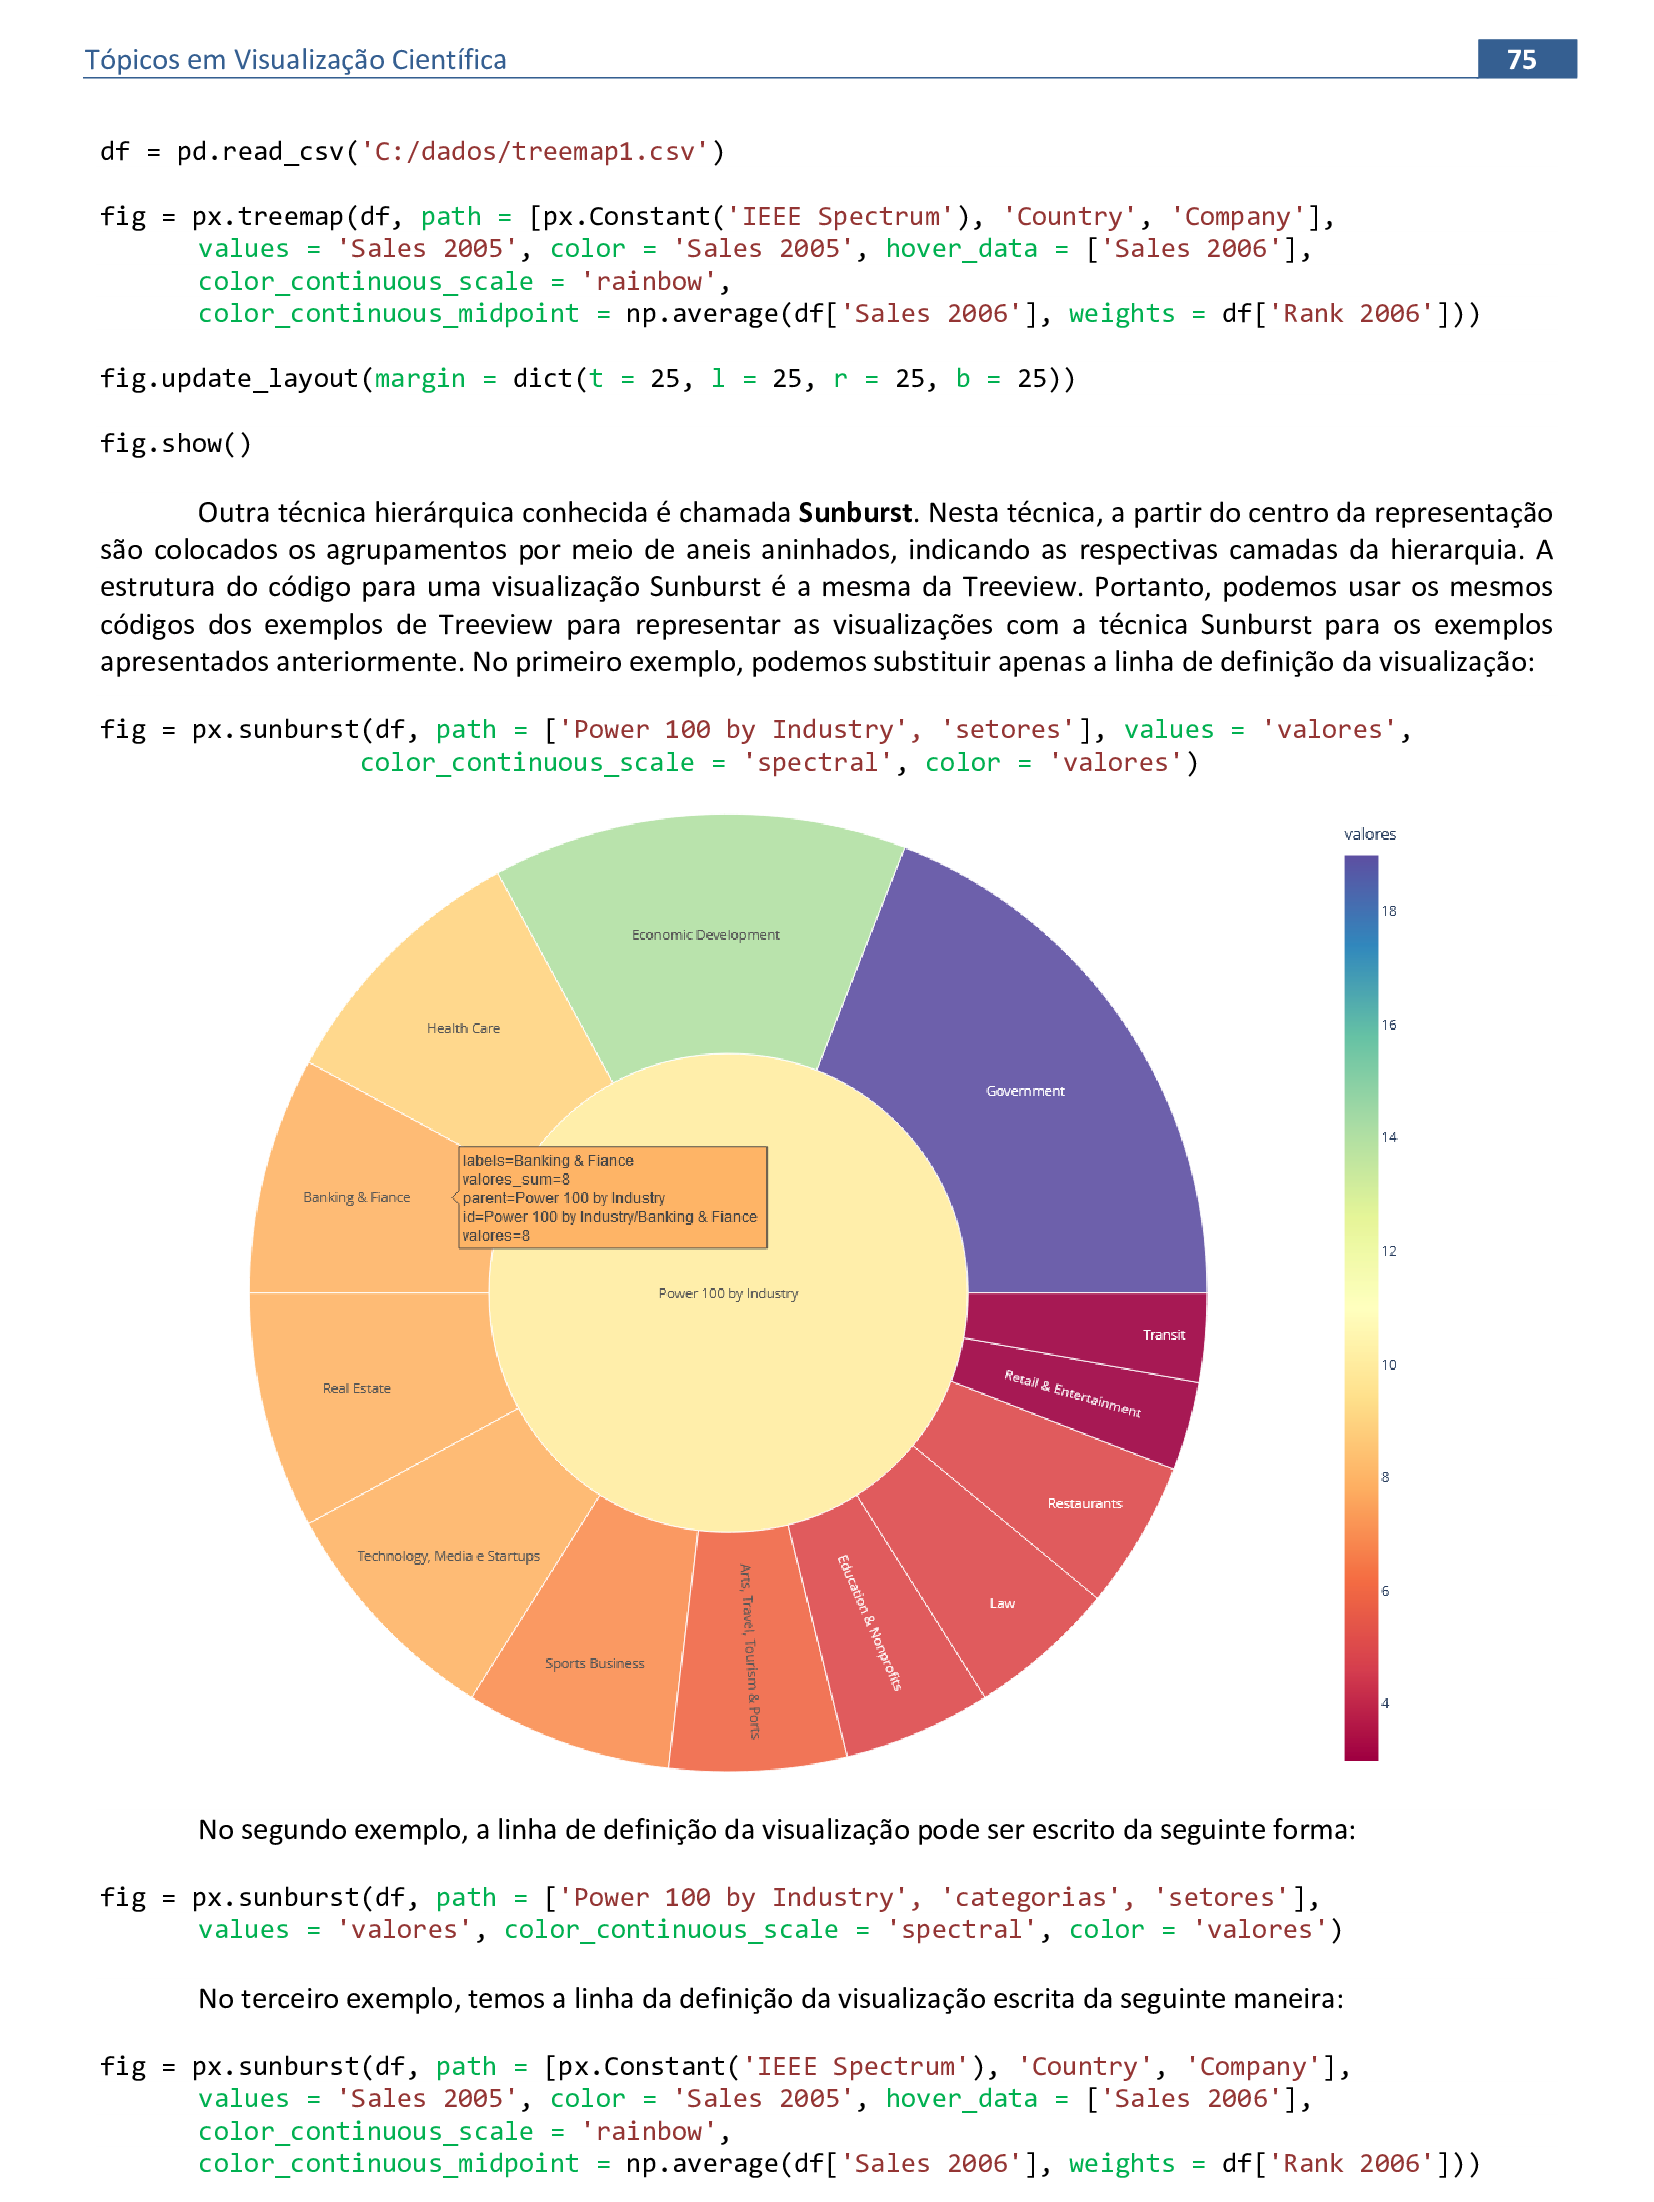 Tópicos em Visualização Científica
75
df = pd.read_csv('C:/dados/treemap1.csv')
fig = px.treemap(df, path = [px.Constant('IEEE Spectrum'), 'Country', 'Company'],
values = 'Sales 2005', color = 'Sales 2005', hover_data = ['Sales 2006'],
color_continuous_scale = 'rainbow',
color_continuous_midpoint = np.average(df['Sales 2006'], weights = df['Rank 2006']))
fig.update_layout(margin = dict(t = 25, l = 25, r = 25, b = 25))
fig.show()
Outra técnica hierárquica conhecida é chamada Sunburst. Nesta técnica, a partir do centro da representação
são colocados os agrupamentos por meio de aneis aninhados, indicando as respectivas camadas da hierarquia. A
estrutura do código para uma visualização Sunburst é a mesma da Treeview. Portanto, podemos usar os mesmos
códigos dos exemplos de Treeview para representar as visualizações com a técnica Sunburst para os exemplos
apresentados anteriormente. No primeiro exemplo, podemos substituir apenas a linha de definição da visualização:
fig = px.sunburst(df, path = ['Power 100 by Industry', 'setores'], values = 'valores',
color_continuous_scale = 'spectral', color = 'valores')
valores
18
16
14
12
10
8
6
4
Economic Development
Government
Health Care
Banking & Fiance
labels=Banking & Fiance
valores_sum=8
parent=Power 100 by Industry
id=Power 100 by Industry/Banking & Fiance
valores=8
Power 100 by Industry
Transit
Retail & Entertainment
Real Estate
Restaurants
Technology, Media e Startups
Law
Education & Nonprofits
Arts, Travel, Tourism & Ports
Sports Business
No segundo exemplo, a linha de definição da visualização pode ser escrito da seguinte forma:
fig = px.sunburst(df, path = ['Power 100 by Industry', 'categorias', 'setores'],
values = 'valores', color_continuous_scale = 'spectral', color = 'valores')
No terceiro exemplo, temos a linha da definição da visualização escrita da seguinte maneira:
fig = px.sunburst(df, path = [px.Constant('IEEE Spectrum'), 'Country', 'Company'],
values = 'Sales 2005', color = 'Sales 2005', hover_data = ['Sales 2006'],
color_continuous_scale = 'rainbow',
color_continuous_midpoint = np.average(df['Sales 2006'], weights = df['Rank 2006']))